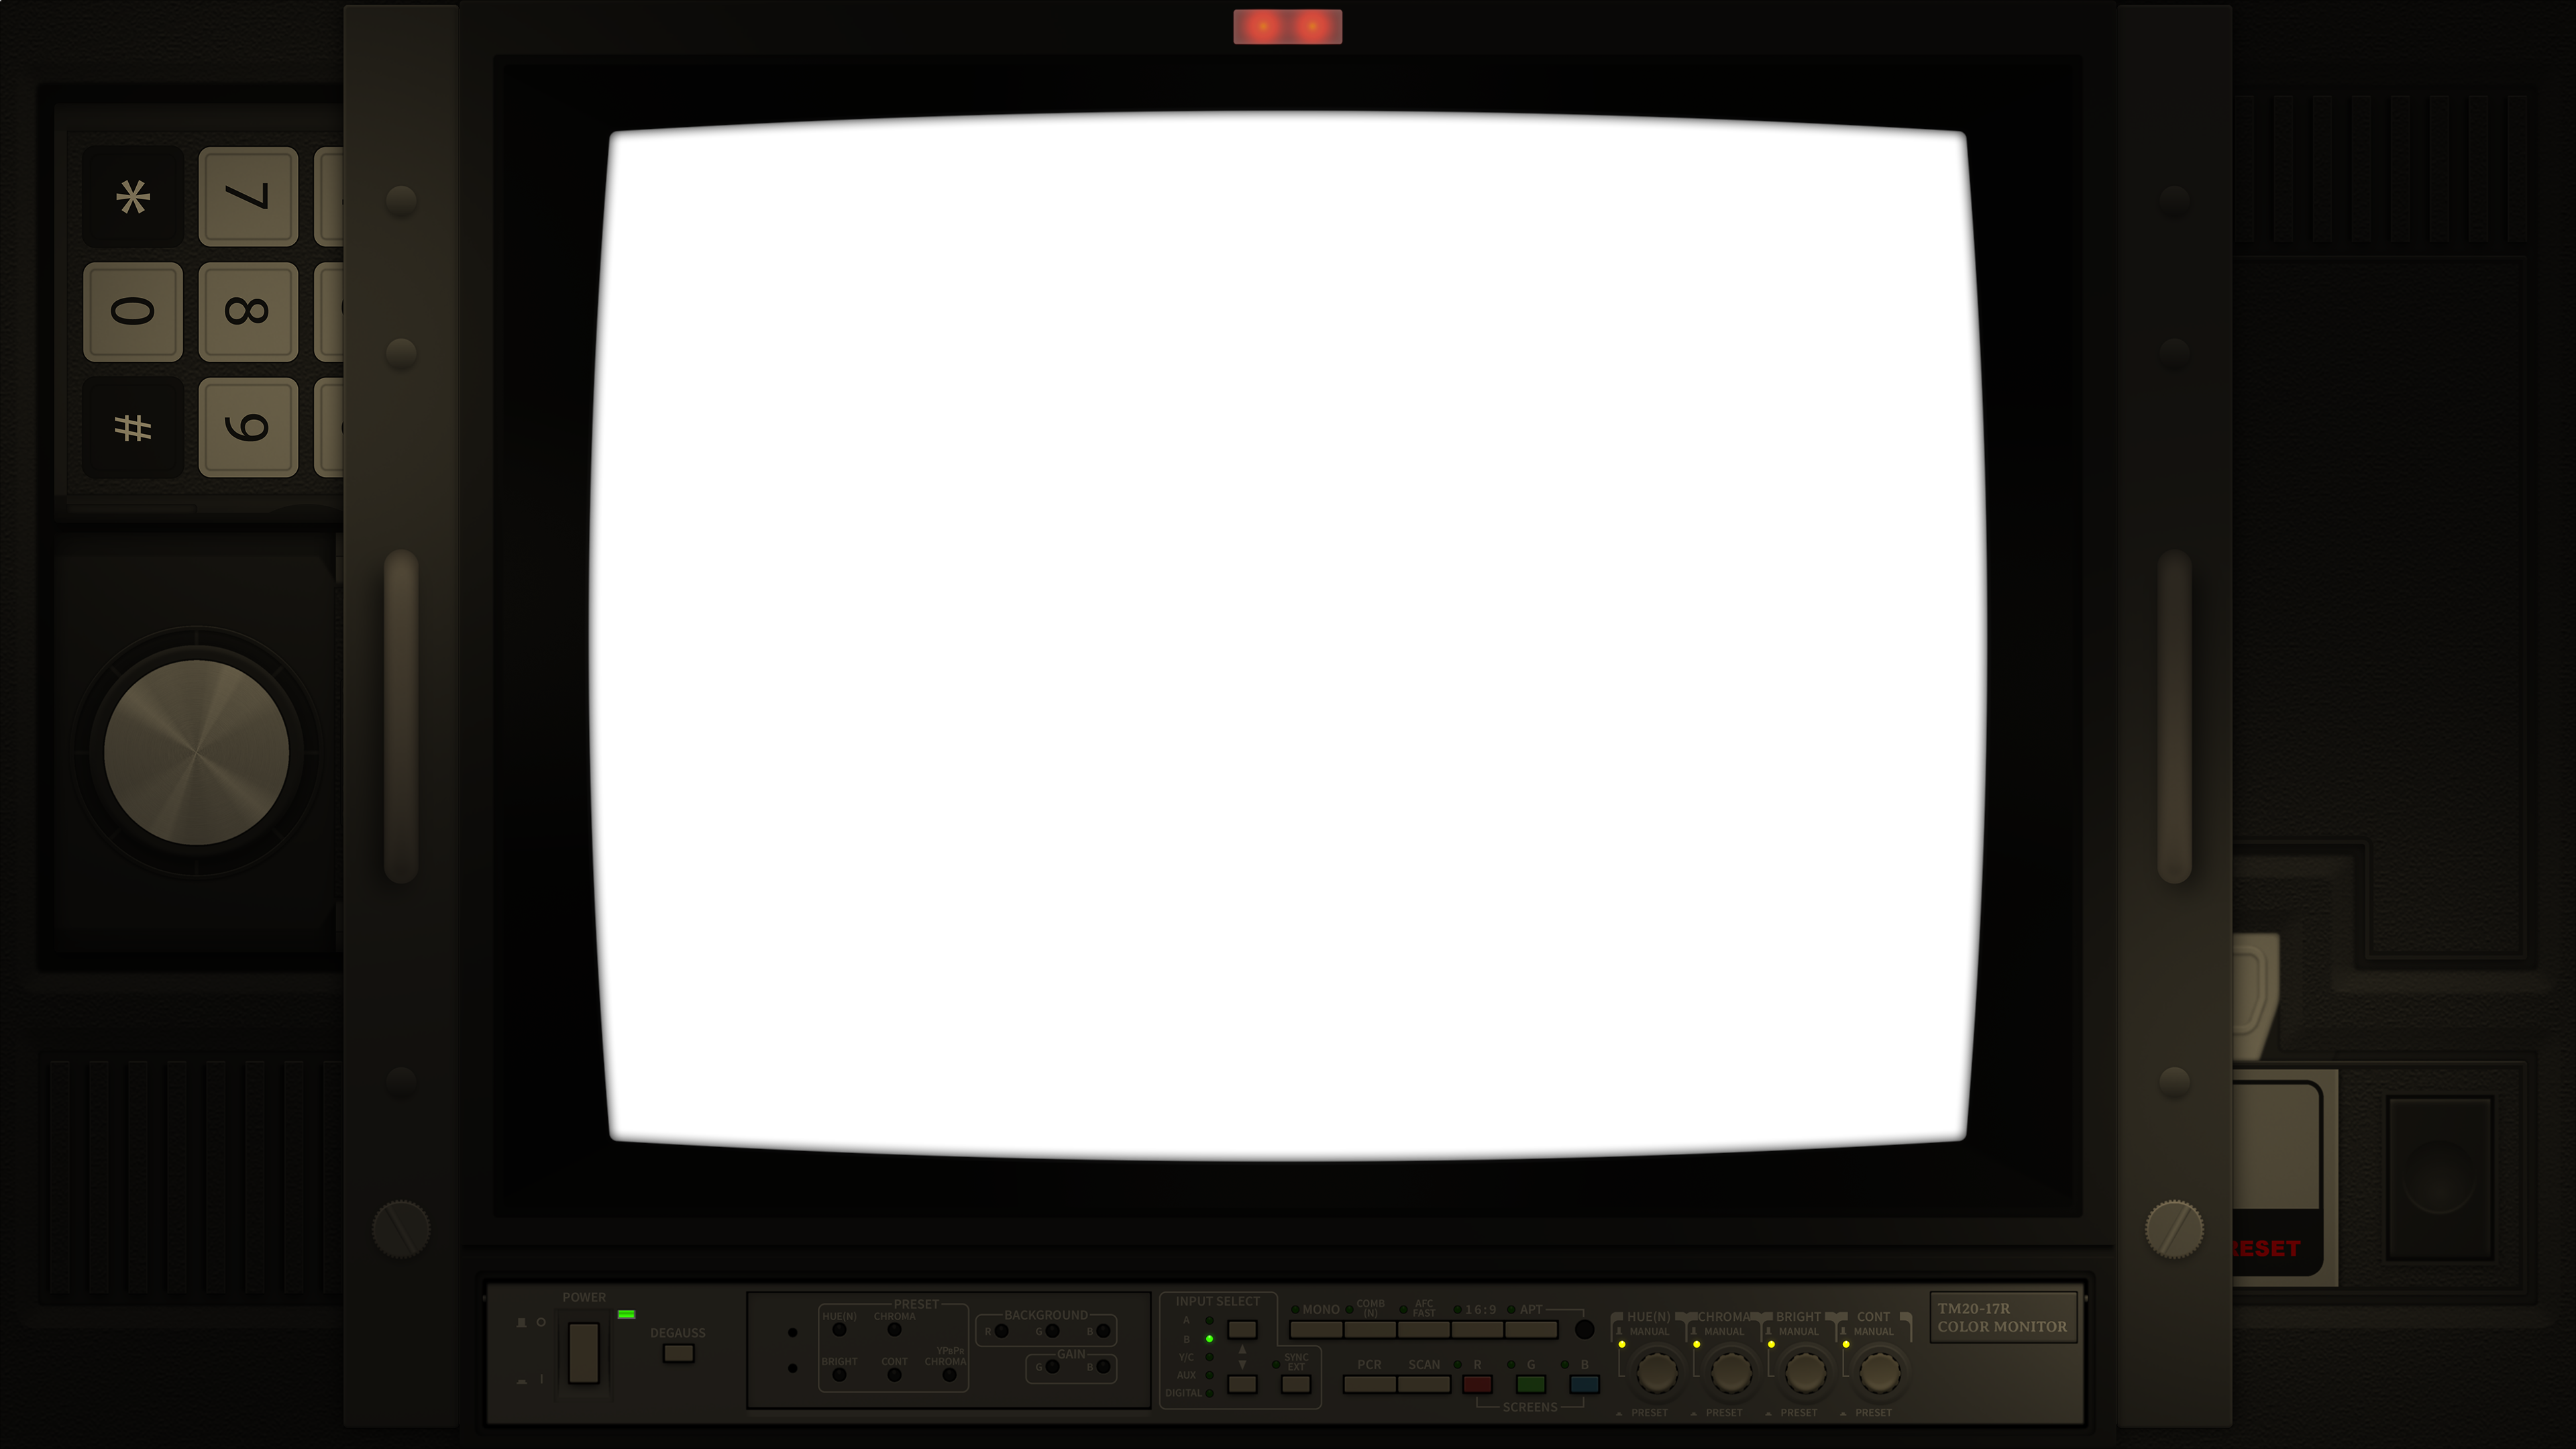 *
7
0
8
#
9
RESET
POWER
DEGAUSS
PRESET
HUE(N)
CHROMA
BRIGHT
CONT
YPBPR
CHROMA
BACKGROUND
R
G
B
GAIN
G
B
INPUT SELECT
A
B
Y/C
AUX
DIGITAL
SYNC
EXT
MONO
COMB
(N)
AFC
FAST
16:9
APT
PCR
SCAN
R
G
B
SCREENS
HUE(N)
CHROMA
BRIGHT
CONT
MANUAL
MANUAL
MANUAL
MANUAL
PRESET
PRESET
PRESET
PRESET
TM20-17R
COLOR MONITOR